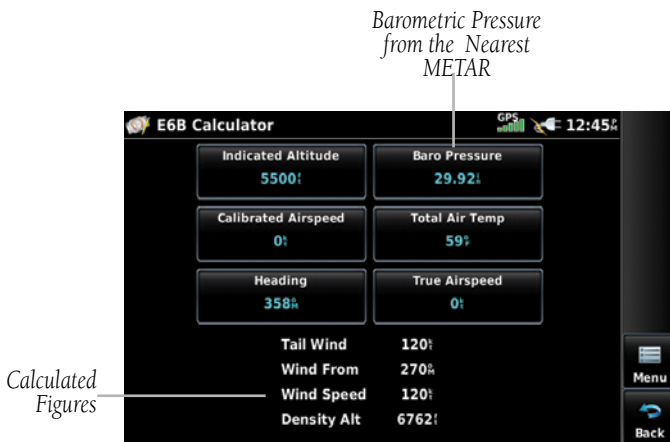 Barometric Pressure
from the Nearest
METAR
E6B Calculator
GPS
12:45
Indicated Altitude
5500
Baro Pressure
29.92
Calibrated Airspeed
0
Total Air Temp
59
Heading
358
True Airspeed
0
Tail Wind 120
Wind From 270
Wind Speed 120
Density Alt 6762
Calculated
Figures
Menu
Back